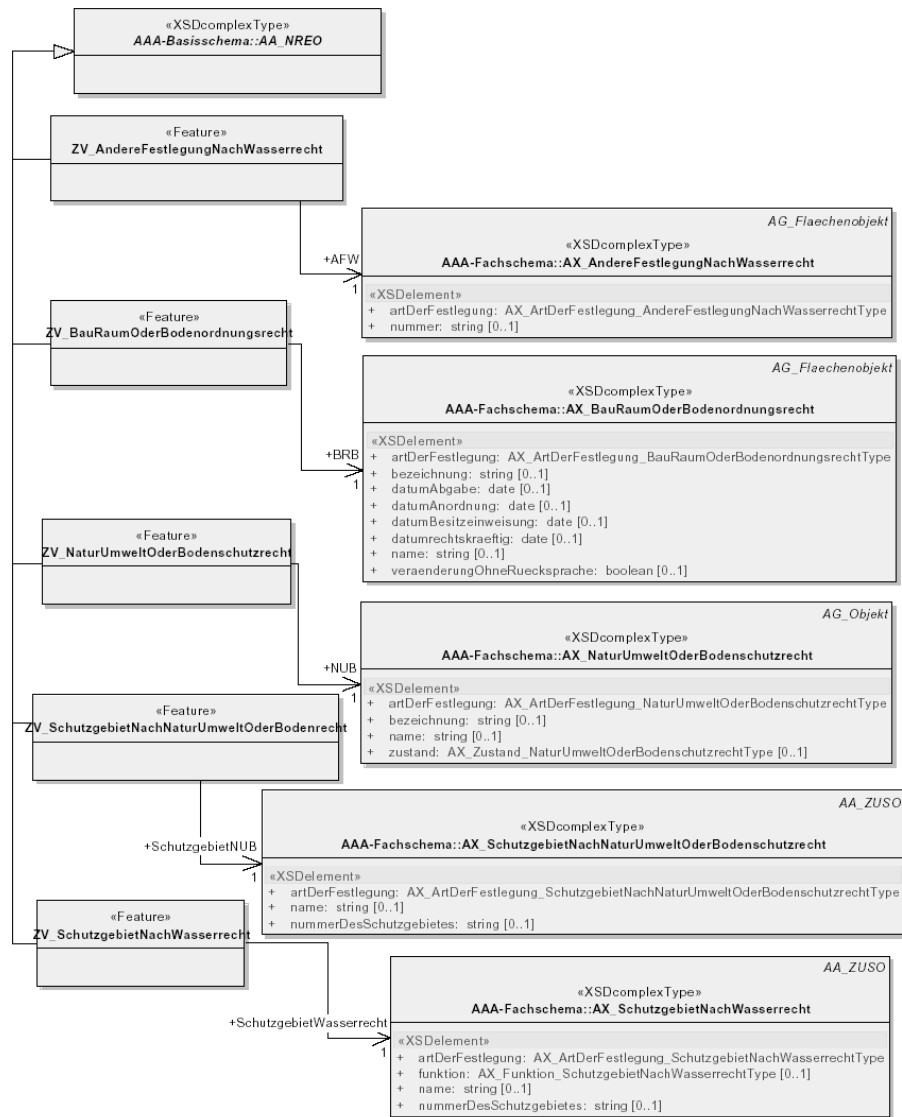 «XSDcomplexType»
AAA-Basisschema::AA_NREO
«Feature»
ZV_AndereFestlegungNachWasserrecht
AG_Flaechenobjekt
«XSDcomplexType»
AAA-Fachschema::AX_AndereFestlegungNachWasserrecht
+AFW
1
«XSDelement»
+ artDerFestlegung: AX_ArtDerFestlegung_AndereFestlegungNachWasserrechtType
+ nummer: string [0..1]
«Feature»
ZV_BauRaumOderBodenordnungsrecht
AG_Flaechenobjekt
«XSDcomplexType»
AAA-Fachschema::AX_BauRaumOderBodenordnungsrecht
+BRB
1
«XSDelement»
+ artDerFestlegung: AX_ArtDerFestlegung_BauRaumOderBodenordnungsrechtType
+ bezeichnung: string [0..1]
+ datumAbgabe: date [0..1]
+ datumAnordnung: date [0..1]
+ datumBesitzeinweisung: date [0..1]
+ datumrechtskraeftig: date [0..1]
+ name: string [0..1]
+ veraenderungOhneRuecksprache: boolean [0..1]
«Feature»
ZV_NaturUmweltOderBodenschutzrecht
AG_Objekt
«XSDcomplexType»
AAA-Fachschema::AX_NaturUmweltOderBodenschutzrecht
+NUB
1
«XSDelement»
+ artDerFestlegung: AX_ArtDerFestlegung_NaturUmweltOderBodenschutzrechtType
+ bezeichnung: string [0..1]
+ name: string [0..1]
+ zustand: AX_Zustand_NaturUmweltOderBodenschutzrechtType [0..1]
«Feature»
ZV_SchutzgebietNachNaturUmweltOderBodenrecht
AA_ZUSO
«XSDcomplexType»
AAA-Fachschema::AX_SchutzgebietNachNaturUmweltOderBodenschutzrecht
+SchutzgebietNUB
1
«XSDelement»
+ artDerFestlegung: AX_ArtDerFestlegung_SchutzgebietNachNaturUmweltOderBodenschutzrechtType
+ name: string [0..1]
+ nummerDesSchutzgebietes: string [0..1]
«Feature»
ZV_SchutzgebietNachWasserrecht
AA_ZUSO
«XSDcomplexType»
AAA-Fachschema::AX_SchutzgebietNachWasserrecht
+SchutzgebietWasserrecht
1
«XSDelement»
+ artDerFestlegung: AX_ArtDerFestlegung_SchutzgebietNachWasserrechtType
+ funktion: AX_Funktion_SchutzgebietNachWasserrechtType [0..1]
+ name: string [0..1]
+ nummerDesSchutzgebietes: string [0..1]